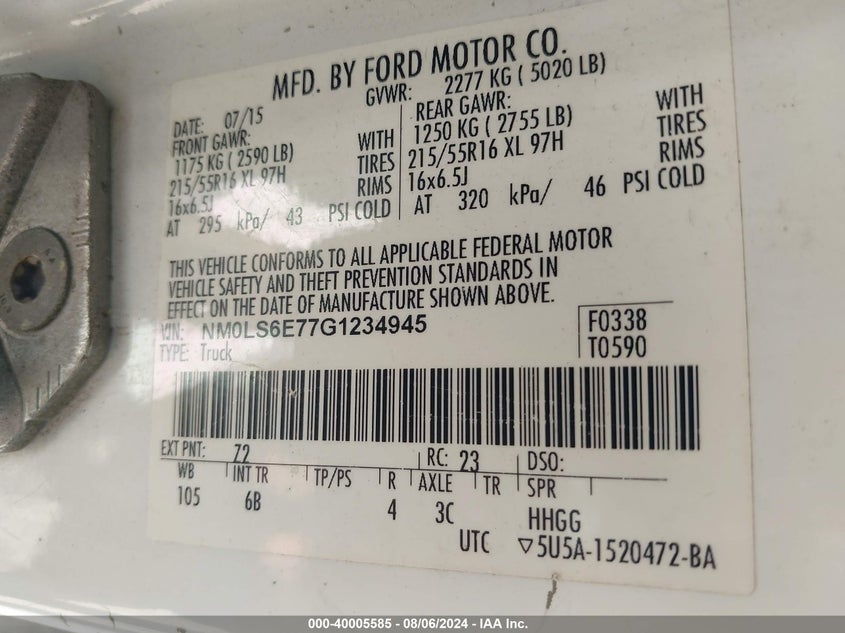 MFD. BY FORD MOTOR CO.
DATE: 07/15 GVWR: 2277 KG ( 5020 LB)
FRONT GAWR: REAR GAWR:
1175 KG ( 2590 LB) WITH 1250 KG ( 2755 LB) WITH
215/55R16 XL 97H TIRES 215/55R16 XL 97H TIRES
16x6.5J RIMS 16x6.5J RIMS
AT 295 kPa/ 43 PSI COLD AT 320 kPa/ 46 PSI COLD
THIS VEHICLE CONFORMS TO ALL APPLICABLE FEDERAL MOTOR
VEHICLE SAFETY AND THEFT PREVENTION STANDARDS IN
EFFECT ON THE DATE OF MANUFACTURE SHOWN ABOVE.
VIN: NM0LS6E77G1234945 F0338
TYPE: Truck T0590
EXT PNT: Z2 RC: 23 DSO:
WB INT TR TP/PS R AXLE TR SPR
105 6B 4 3C HHGG
UTC ▽5U5A-1520472-BA
000-40005585 - 08/06/2024 - IAA Inc.